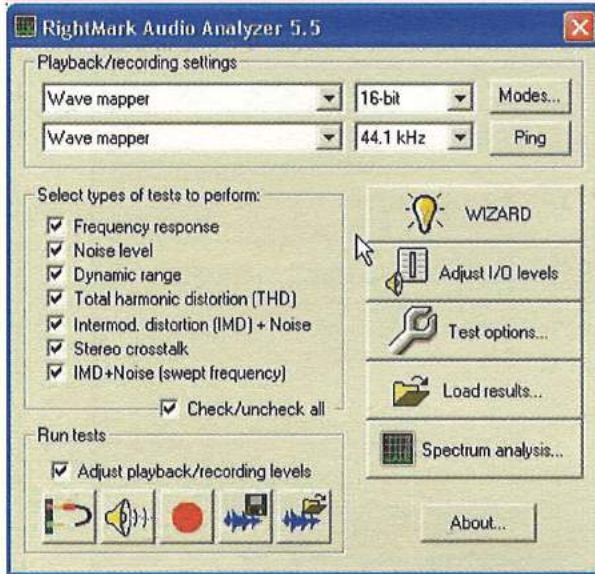 RightMark Audio Analyzer 5.5
Playback/recording settings
Wave mapper 16-bit Modes...
Wave mapper 44.1 kHz Ping
Select types of tests to perform:
Frequency response
Noise level
Dynamic range
Total harmonic distortion (THD)
Intermod. distortion (IMD) + Noise
Stereo crosstalk
IMD+Noise (swept frequency)
Check/uncheck all
WIZARD
Adjust I/O levels
Test options...
Load results...
Spectrum analysis...
Run tests
Adjust playback/recording levels
About...